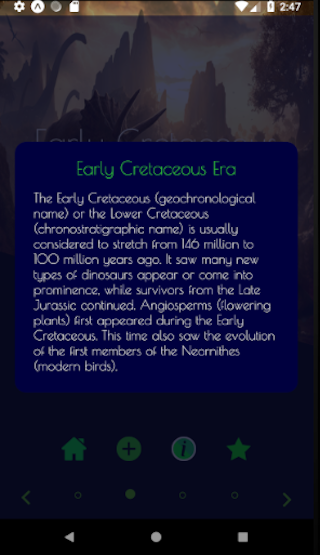 2:47
Early Cretaceous
Early Cretaceous Era
The Early Cretaceous (geochronological
name) or the Lower Cretaceous
(chronostratigraphic name) is usually
considered to stretch from 146 million to
100 million years ago. It saw many new
types of dinosaurs appear or come into
prominence, while survivors from the Late
Jurassic continued. Angiosperms (flowering
plants) first appeared during the Early
Cretaceous. This time also saw the evolution
of the first members of the Neornithes
(modern birds).